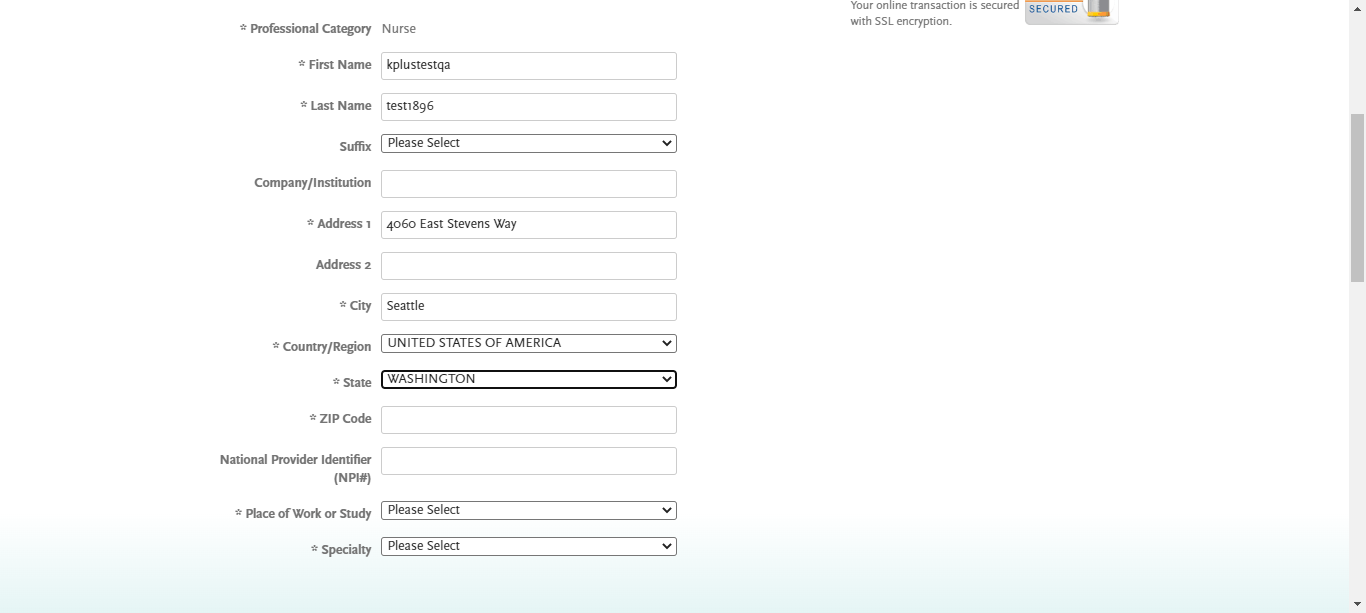 Your online transaction is secured
with SSL encryption.
SECURED
* Professional Category Nurse
* First Name kplustestqa
* Last Name test1896
Suffix Please Select
Company/Institution
* Address 1 4060 East Stevens Way
Address 2
* City Seattle
* Country/Region UNITED STATES OF AMERICA
* State WASHINGTON
* ZIP Code
National Provider Identifier
(NPI#)
* Place of Work or Study Please Select
* Specialty Please Select